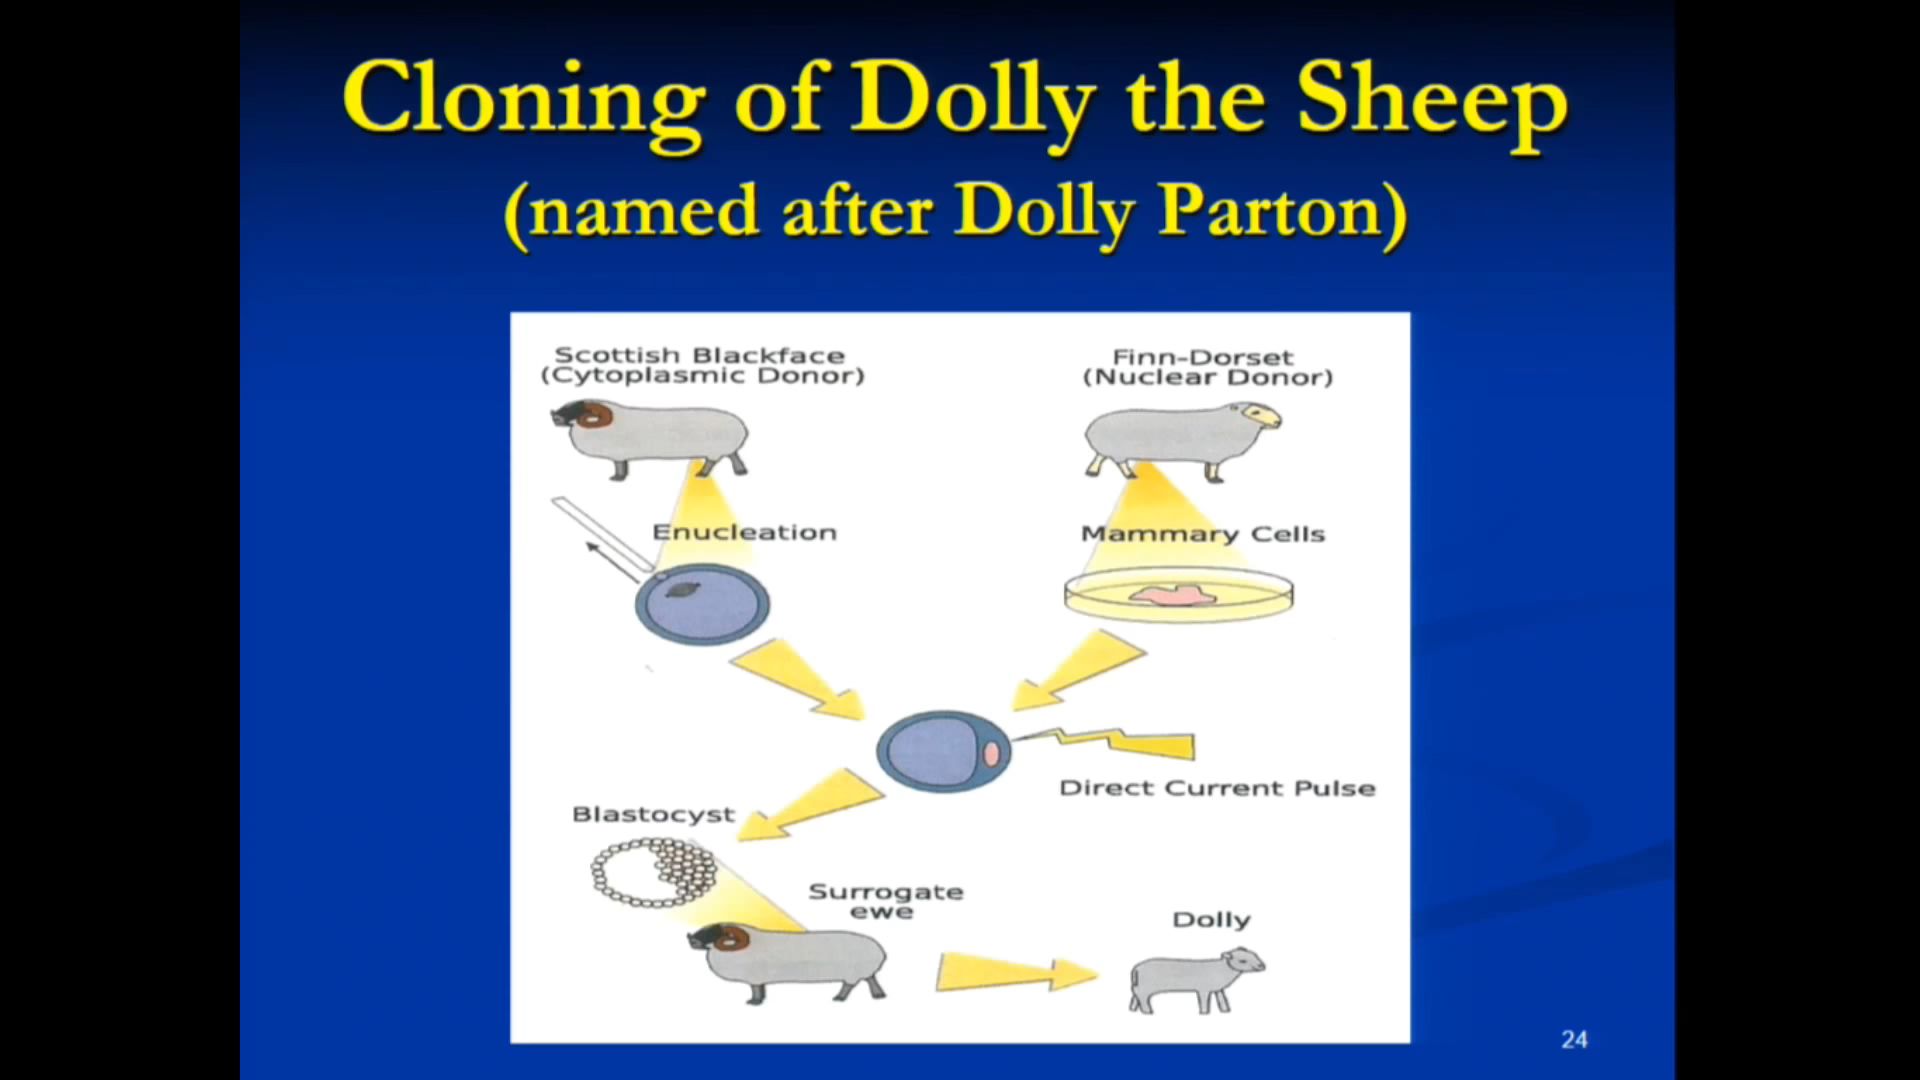 Cloning of Dolly the Sheep
(named after Dolly Parton)
Scottish Blackface
(Cytoplasmic Donor)
Finn-Dorset
(Nuclear Donor)
Enucleation
Mammary Cells
Direct Current Pulse
Blastocyst
Surrogate
ewe
Dolly
24